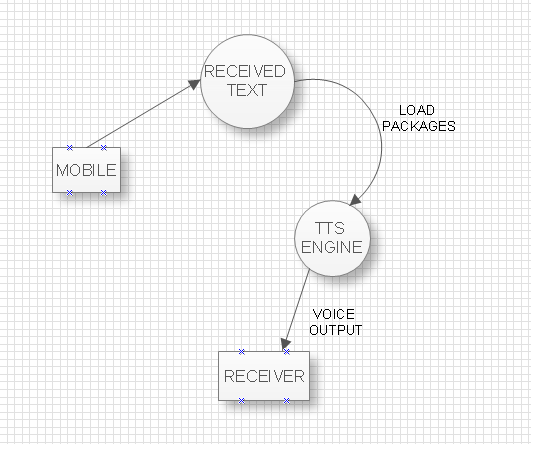 RECEIVED
TEXT
LOAD
PACKAGES
MOBILE
TTS
ENGINE
VOICE
OUTPUT
RECEIVER